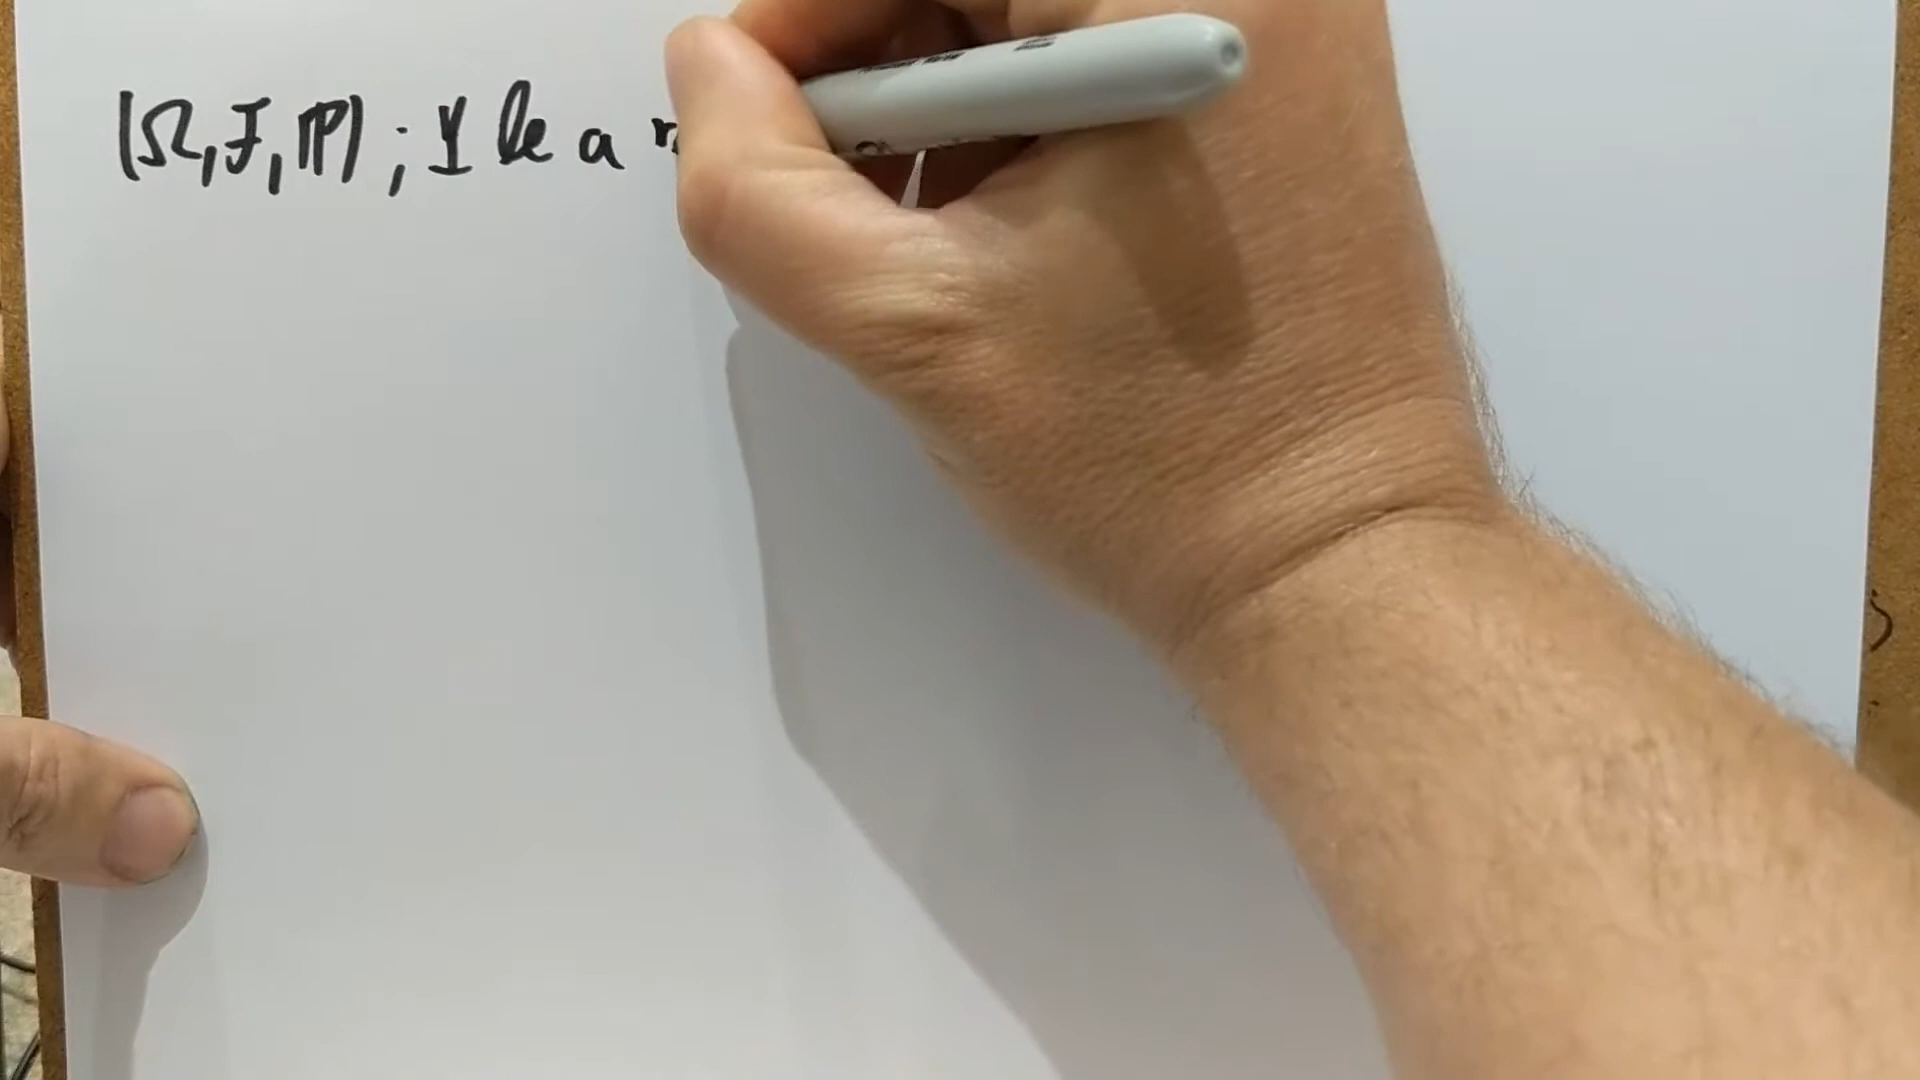 (Ω, F, ℙ) ; Y be a r